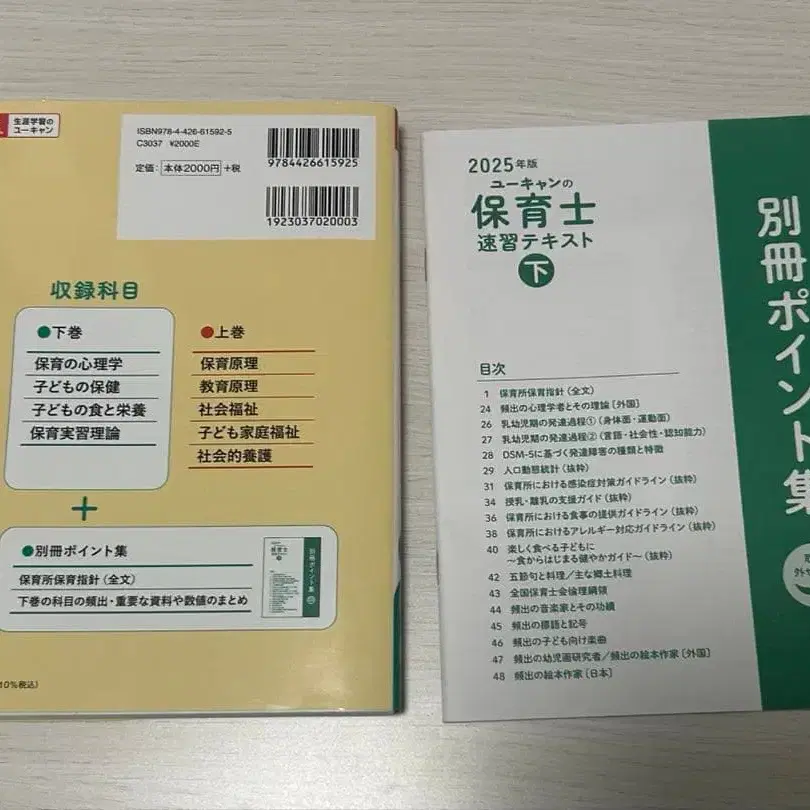 生涯学習の
ユーキャン
ISBN978-4-426-61592-5
C3037 ¥2000E
定価:本体2000円+税
9784426615925
1923037020003
収録科目
●下巻
保育の心理学
子どもの保健
子どもの食と栄養
保育実習理論
●上巻
保育原理
教育原理
社会福祉
子ども家庭福祉
社会的養護
+
●別冊ポイント集
保育所保育指針(全文)
下巻の科目の頻出・重要な資料や数値のまとめ
10%税込)
2025年版
ユーキャンの
保育士
速習テキスト
下
目次
1 保育所保育指針(全文)
24 頻出の心理学者とその理論〔外国〕
26 乳幼児期の発達過程①(身体面・運動面)
27 乳幼児期の発達過程②(言語・社会性・認知能力)
28 DSM-5に基づく発達障害の種類と特徴
29 人口動態統計(抜粋)
31 保育所における感染症対策ガイドライン(抜粋)
34 授乳・離乳の支援ガイド(抜粋)
36 保育所における食事の提供ガイドライン(抜粋)
38 保育所におけるアレルギー対応ガイドライン(抜粋)
40 楽しく食べる子どもに
〜食からはじまる健やかガイド〜(抜粋)
42 五節句と料理/主な郷土料理
43 全国保育士会倫理綱領
44 頻出の音楽家とその功績
45 頻出の標語と記号
46 頻出の子ども向け楽曲
47 頻出の幼児画研究者/頻出の絵本作家〔外国〕
48 頻出の絵本作家〔日本〕
別冊ポイント集